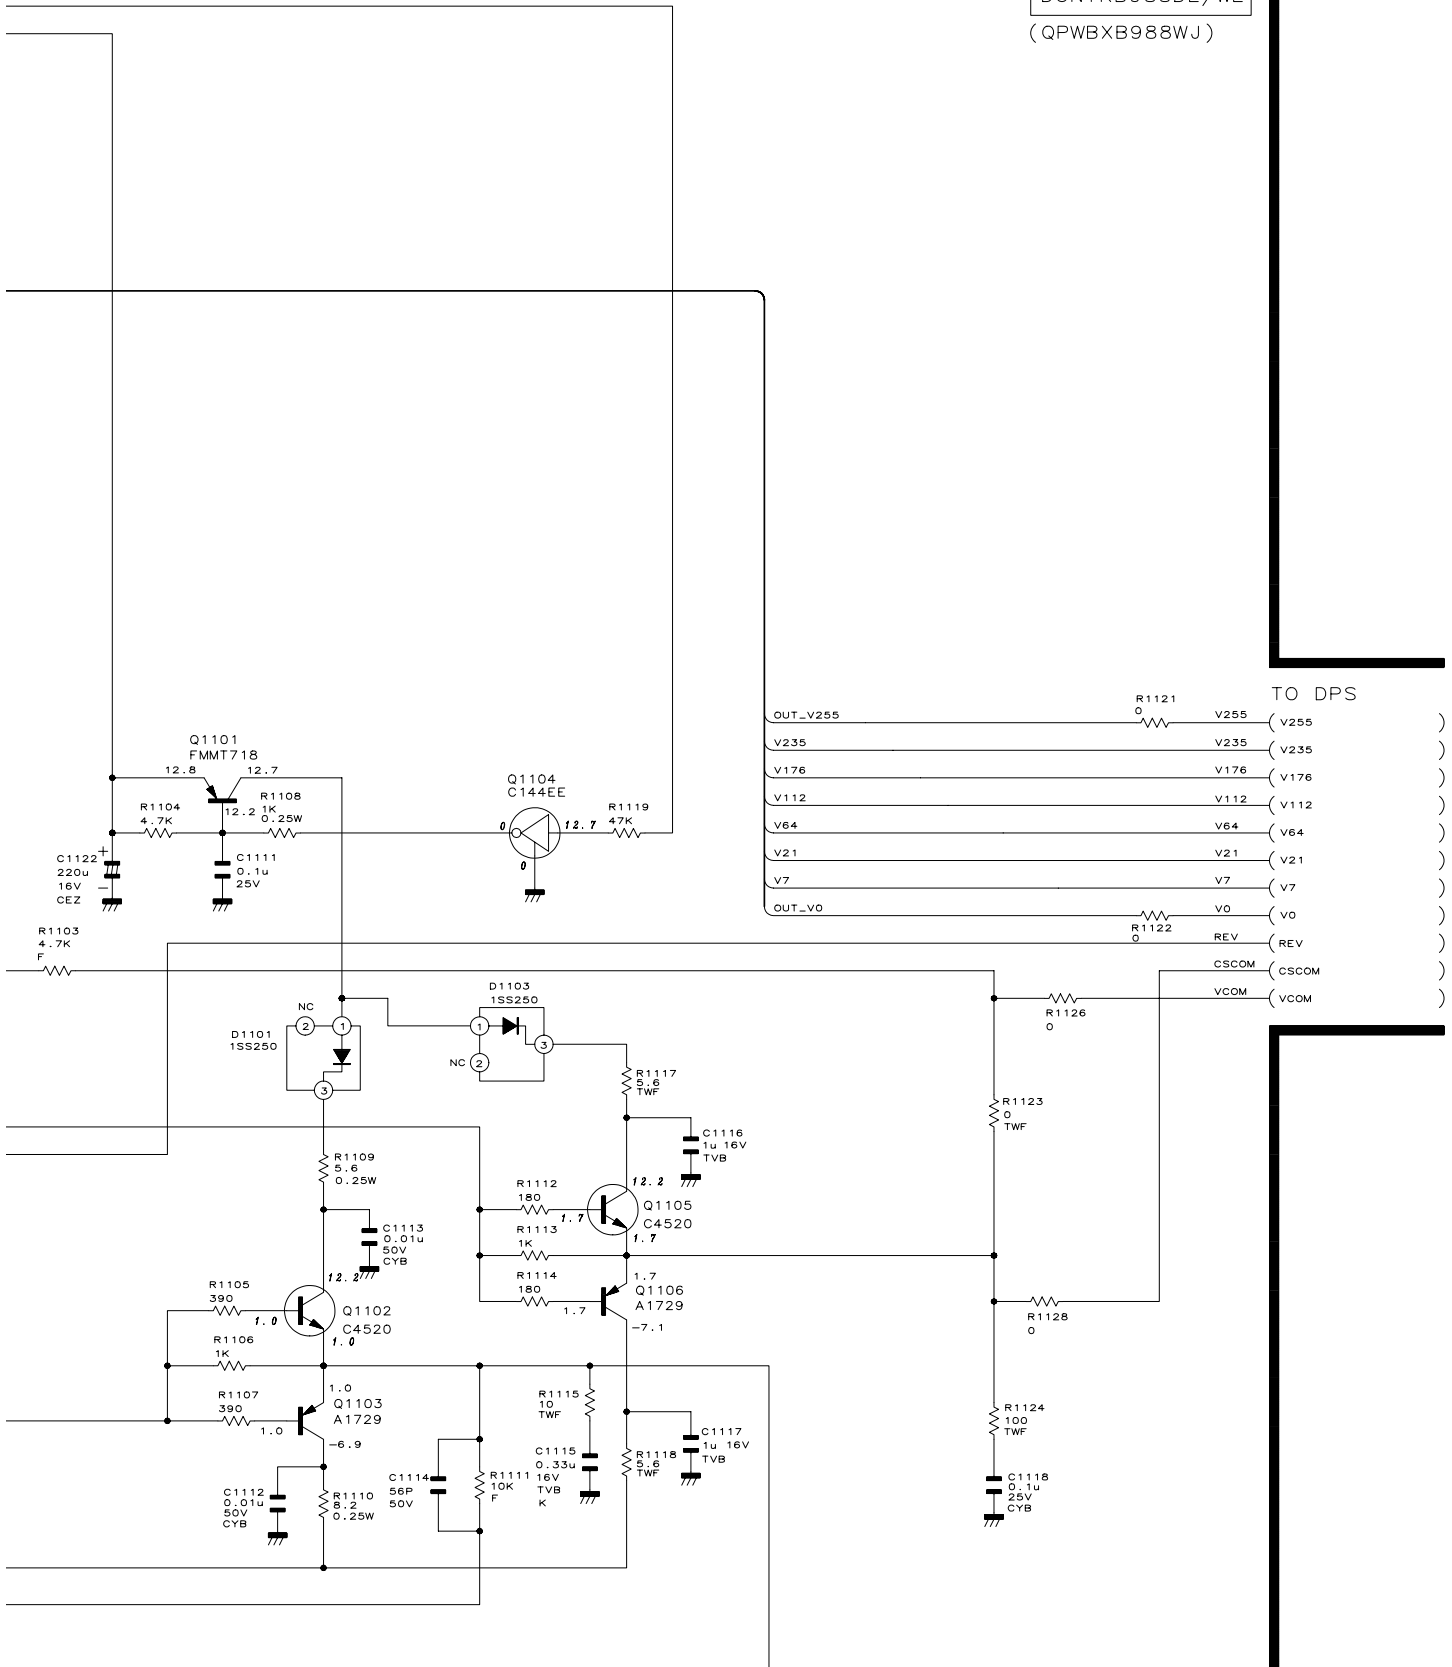 (QPWBXB988WJ)
TO DPS
OUT_V255
R1121
0
V255
( V255 )
V235
V235
( V235 )
V176
V176
( V176 )
V112
V112
( V112 )
V64
V64
( V64 )
V21
V21
( V21 )
V7
V7
( V7 )
OUT_V0
R1122
0
V0
( V0 )
REV
( REV )
CSCOM
( CSCOM )
VCOM
( VCOM )
Q1101
FMMT718
12.8
12.7
12.2
R1104
4.7K
R1108
1K
0.25W
Q1104
C144EE
0
12.7
0
R1119
47K
C1122
220u
16V
CEZ
+
−
C1111
0.1u
25V
R1103
4.7K
F
NC
2
1
D1101
1SS250
3
D1103
1SS250
1
3
NC
2
R1126
0
R1117
5.6
TWF
R1123
0
TWF
C1116
1u 16V
TVB
R1109
5.6
0.25W
R1112
180
12.2
1.7
Q1105
C4520
1.7
C1113
0.01u
50V
CYB
R1113
1K
R1114
180
1.7
1.7
Q1106
A1729
-7.1
12.2
R1105
390
1.0
Q1102
C4520
1.0
R1128
0
R1106
1K
R1107
390
1.0
1.0
Q1103
A1729
-6.9
R1115
10
TWF
R1124
100
TWF
C1117
1u 16V
TVB
C1115
0.33u
16V
TVB
K
R1118
5.6
TWF
C1114
56P
50V
R1111
10K
F
C1112
0.01u
50V
CYB
R1110
8.2
0.25W
C1118
0.1u
25V
CYB